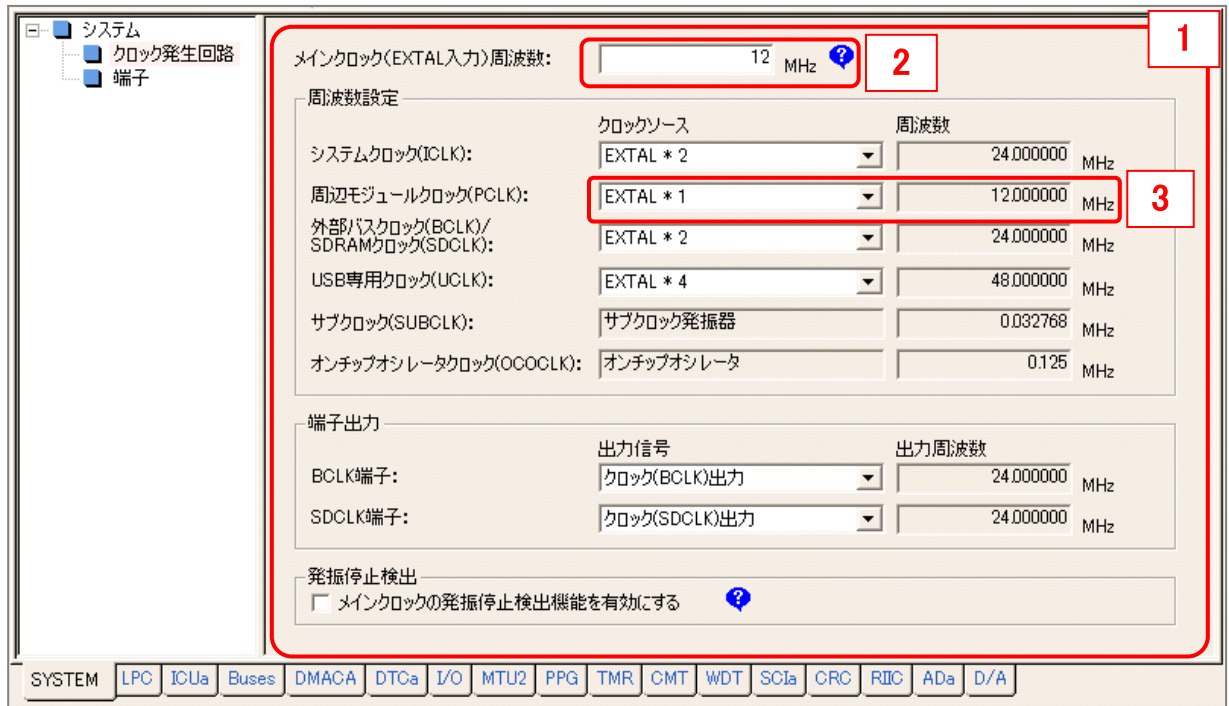 システム
クロック発生回路
端子
1
メインクロック(EXTAL入力)周波数: 12 MHz ?
2
周波数設定
クロックソース 周波数
システムクロック(ICLK): EXTAL * 2 24.000000 MHz
周辺モジュールクロック(PCLK): EXTAL * 1 12.000000 MHz
3
外部バスクロック(BCLK)/
SDRAMクロック(SDCLK): EXTAL * 2 24.000000 MHz
USB専用クロック(UCLK): EXTAL * 4 48.000000 MHz
サブクロック(SUBCLK): サブクロック発振器 0.032768 MHz
オンチップオシレータクロック(OCOCLK): オンチップオシレータ 0.125 MHz
端子出力
出力信号 出力周波数
BCLK端子: クロック(BCLK)出力 24.000000 MHz
SDCLK端子: クロック(SDCLK)出力 24.000000 MHz
発振停止検出
メインクロックの発振停止検出機能を有効にする ?
SYSTEM LPC ICUa Buses DMACA DTCa I/O MTU2 PPG TMR CMT WDT SCIa CRC RIIC ADa D/A